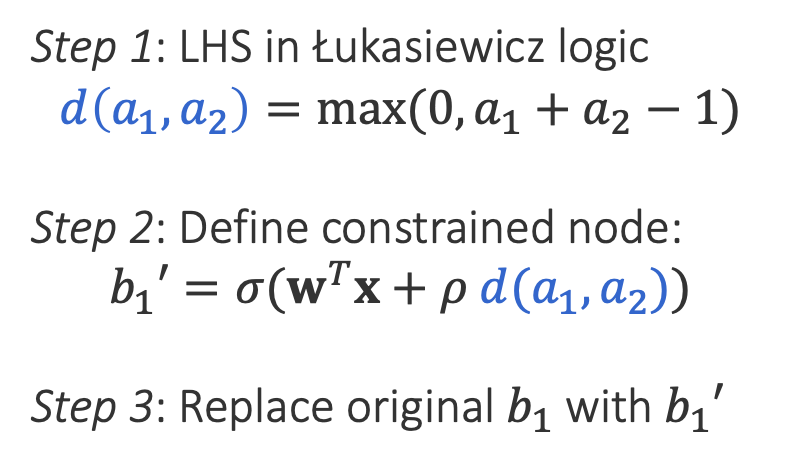 Step 1: LHS in Łukasiewicz logic
d(a₁, a₂) = max(0, a₁ + a₂ − 1)
Step 2: Define constrained node:
b₁′ = σ(𝐰ᵀ𝐱 + ρ d(a₁, a₂))
Step 3: Replace original b₁ with b₁′